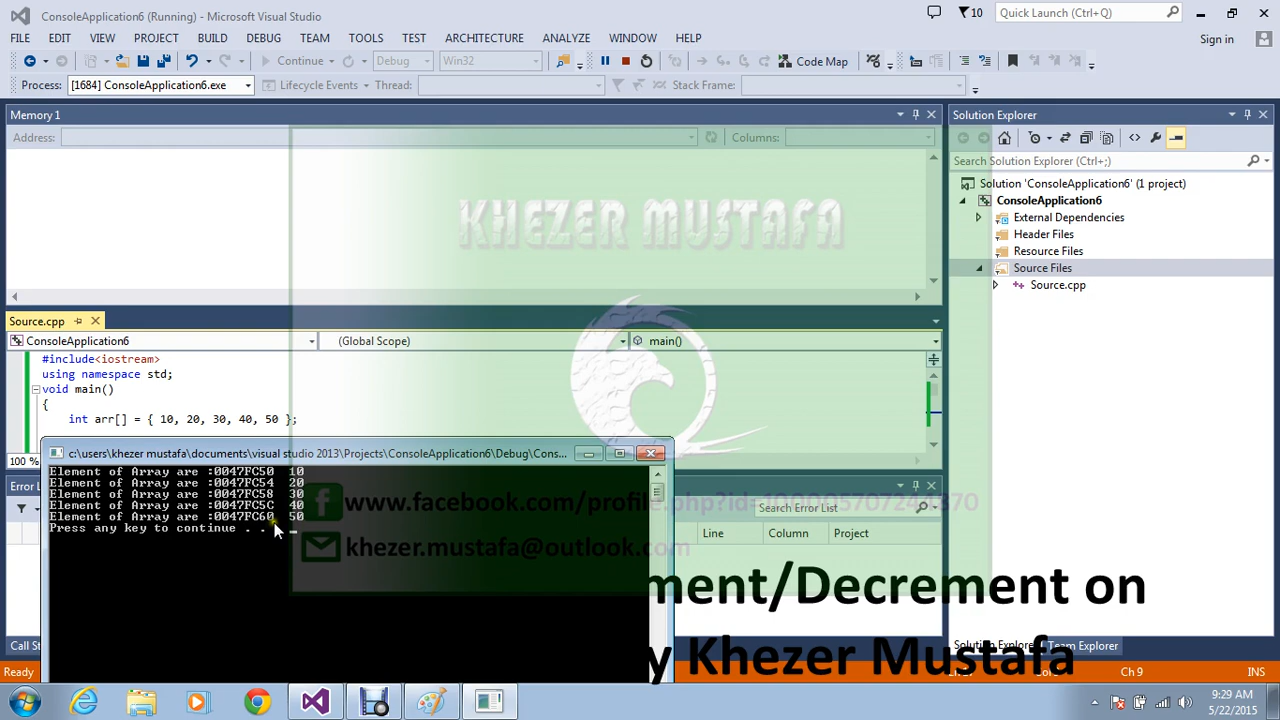 ConsoleApplication6 (Running) - Microsoft Visual Studio
10
Quick Launch (Ctrl+Q)
FILE EDIT VIEW PROJECT BUILD DEBUG TEAM TOOLS TEST ARCHITECTURE ANALYZE WINDOW HELP
Sign in
Continue Debug Win32 Code Map
Process: [1684] ConsoleApplication6.exe Lifecycle Events Thread: Stack Frame:
Memory 1
Address: Columns:
KHEZER MUSTAFA
Solution Explorer
Search Solution Explorer (Ctrl+;)
Solution 'ConsoleApplication6' (1 project)
ConsoleApplication6
External Dependencies
Header Files
Resource Files
Source Files
Source.cpp
Source.cpp
ConsoleApplication6 (Global Scope) main()
#include<iostream>
using namespace std;
void main()
{
int arr[] = { 10, 20, 30, 40, 50 };
100 %
c:\users\khezer mustafa\documents\visual studio 2013\Projects\ConsoleApplication6\Debug\Cons...
Element of Array are :0047FC50 10
Element of Array are :0047FC54 20
Element of Array are :0047FC58 30
Element of Array are :0047FC5C 40
Element of Array are :0047FC60 50
Press any key to continue . .
Error
Search Error List
Line Column Project
www.facebook.com/profile.php?id=100005707244370
khezer.mustafa@outlook.com
ment/Decrement on
y Khezer Mustafa
Call St
Solution Explorer Team Explorer
Ready
Ch 9
INS
9:29 AM
5/22/2015